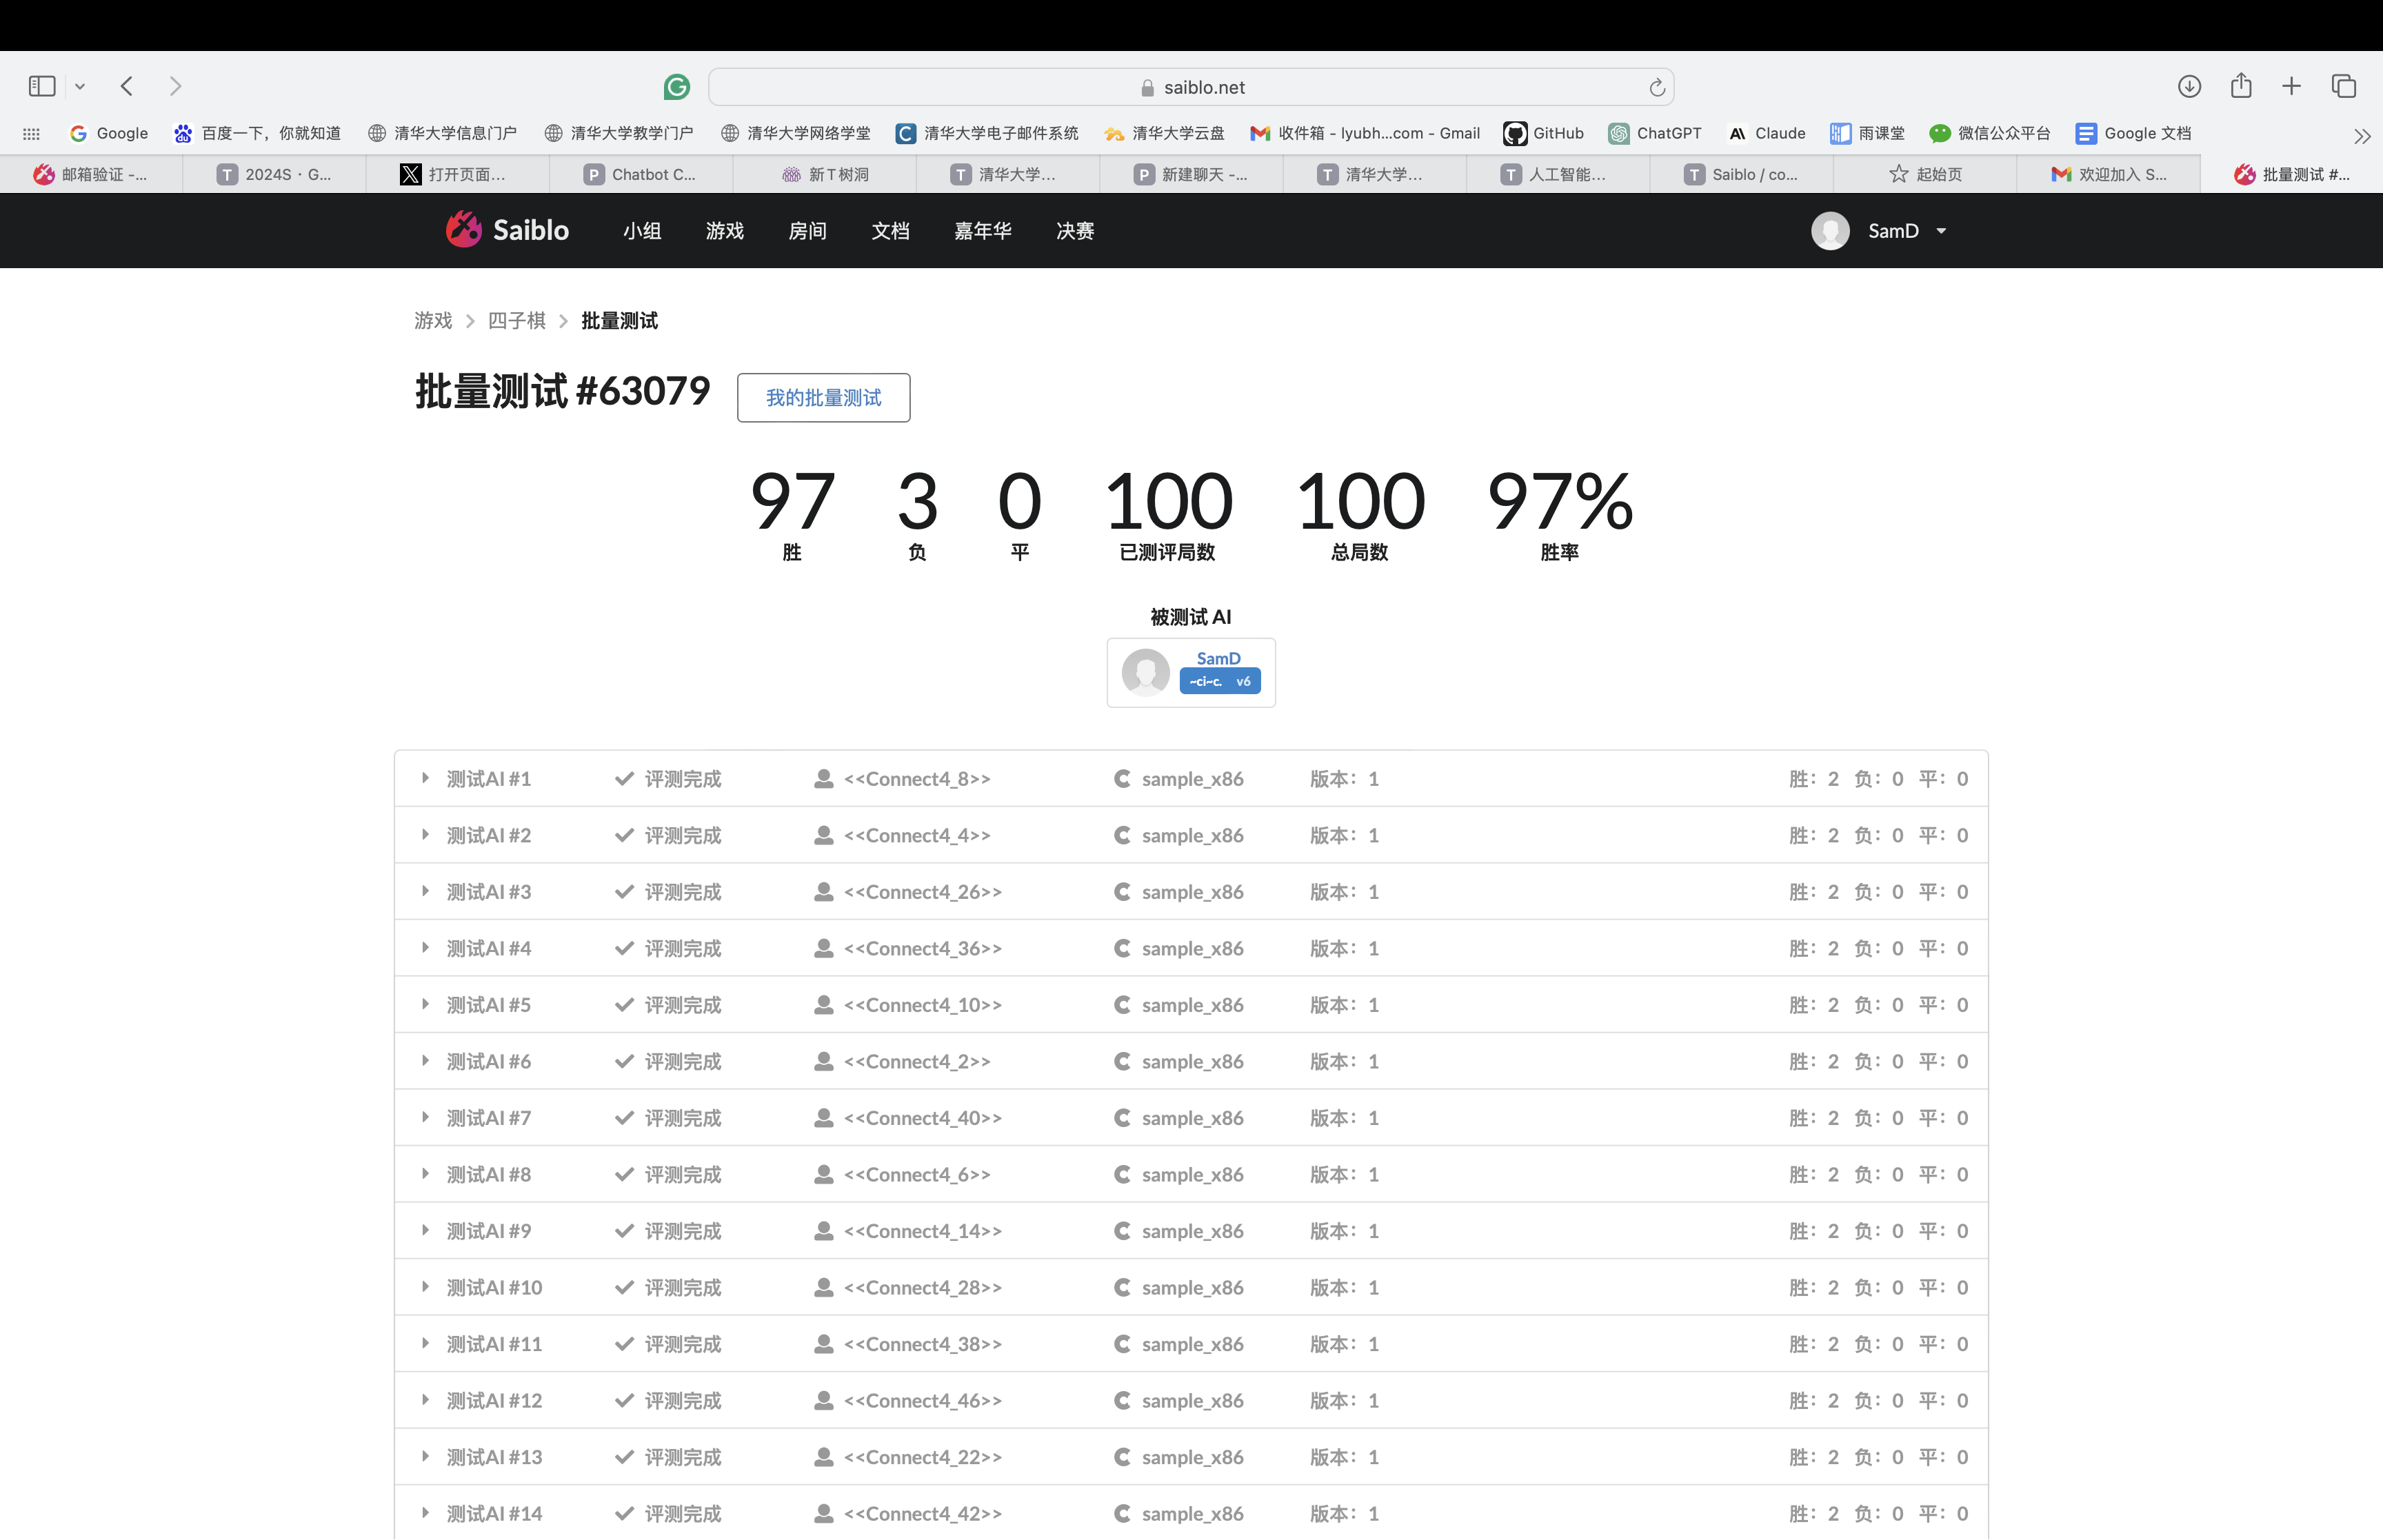 saiblo.net
Google 百度一下，你就知道 清华大学信息门户 清华大学教学门户 清华大学网络学堂 清华大学电子邮件系统 清华大学云盘 收件箱 - lyubh...com - Gmail GitHub ChatGPT Claude 雨课堂 微信公众平台 Google 文档
邮箱验证 -... 2024S · G... 打开页面... Chatbot C... 新T树洞 清华大学... 新建聊天 -... 清华大学... 人工智能... Saiblo / co... 起始页 欢迎加入 S... 批量测试 #...
Saiblo 小组 游戏 房间 文档 嘉年华 决赛 SamD
游戏 > 四子棋 > 批量测试
批量测试 #63079 我的批量测试
97 3 0 100 100 97%
胜 负 平 已测评局数 总局数 胜率
被测试 AI
SamD
~ci~c. v6
测试AI #1 评测完成 <<Connect4_8>> sample_x86 版本：1 胜：2 负：0 平：0
测试AI #2 评测完成 <<Connect4_4>> sample_x86 版本：1 胜：2 负：0 平：0
测试AI #3 评测完成 <<Connect4_26>> sample_x86 版本：1 胜：2 负：0 平：0
测试AI #4 评测完成 <<Connect4_36>> sample_x86 版本：1 胜：2 负：0 平：0
测试AI #5 评测完成 <<Connect4_10>> sample_x86 版本：1 胜：2 负：0 平：0
测试AI #6 评测完成 <<Connect4_2>> sample_x86 版本：1 胜：2 负：0 平：0
测试AI #7 评测完成 <<Connect4_40>> sample_x86 版本：1 胜：2 负：0 平：0
测试AI #8 评测完成 <<Connect4_6>> sample_x86 版本：1 胜：2 负：0 平：0
测试AI #9 评测完成 <<Connect4_14>> sample_x86 版本：1 胜：2 负：0 平：0
测试AI #10 评测完成 <<Connect4_28>> sample_x86 版本：1 胜：2 负：0 平：0
测试AI #11 评测完成 <<Connect4_38>> sample_x86 版本：1 胜：2 负：0 平：0
测试AI #12 评测完成 <<Connect4_46>> sample_x86 版本：1 胜：2 负：0 平：0
测试AI #13 评测完成 <<Connect4_22>> sample_x86 版本：1 胜：2 负：0 平：0
测试AI #14 评测完成 <<Connect4_42>> sample_x86 版本：1 胜：2 负：0 平：0